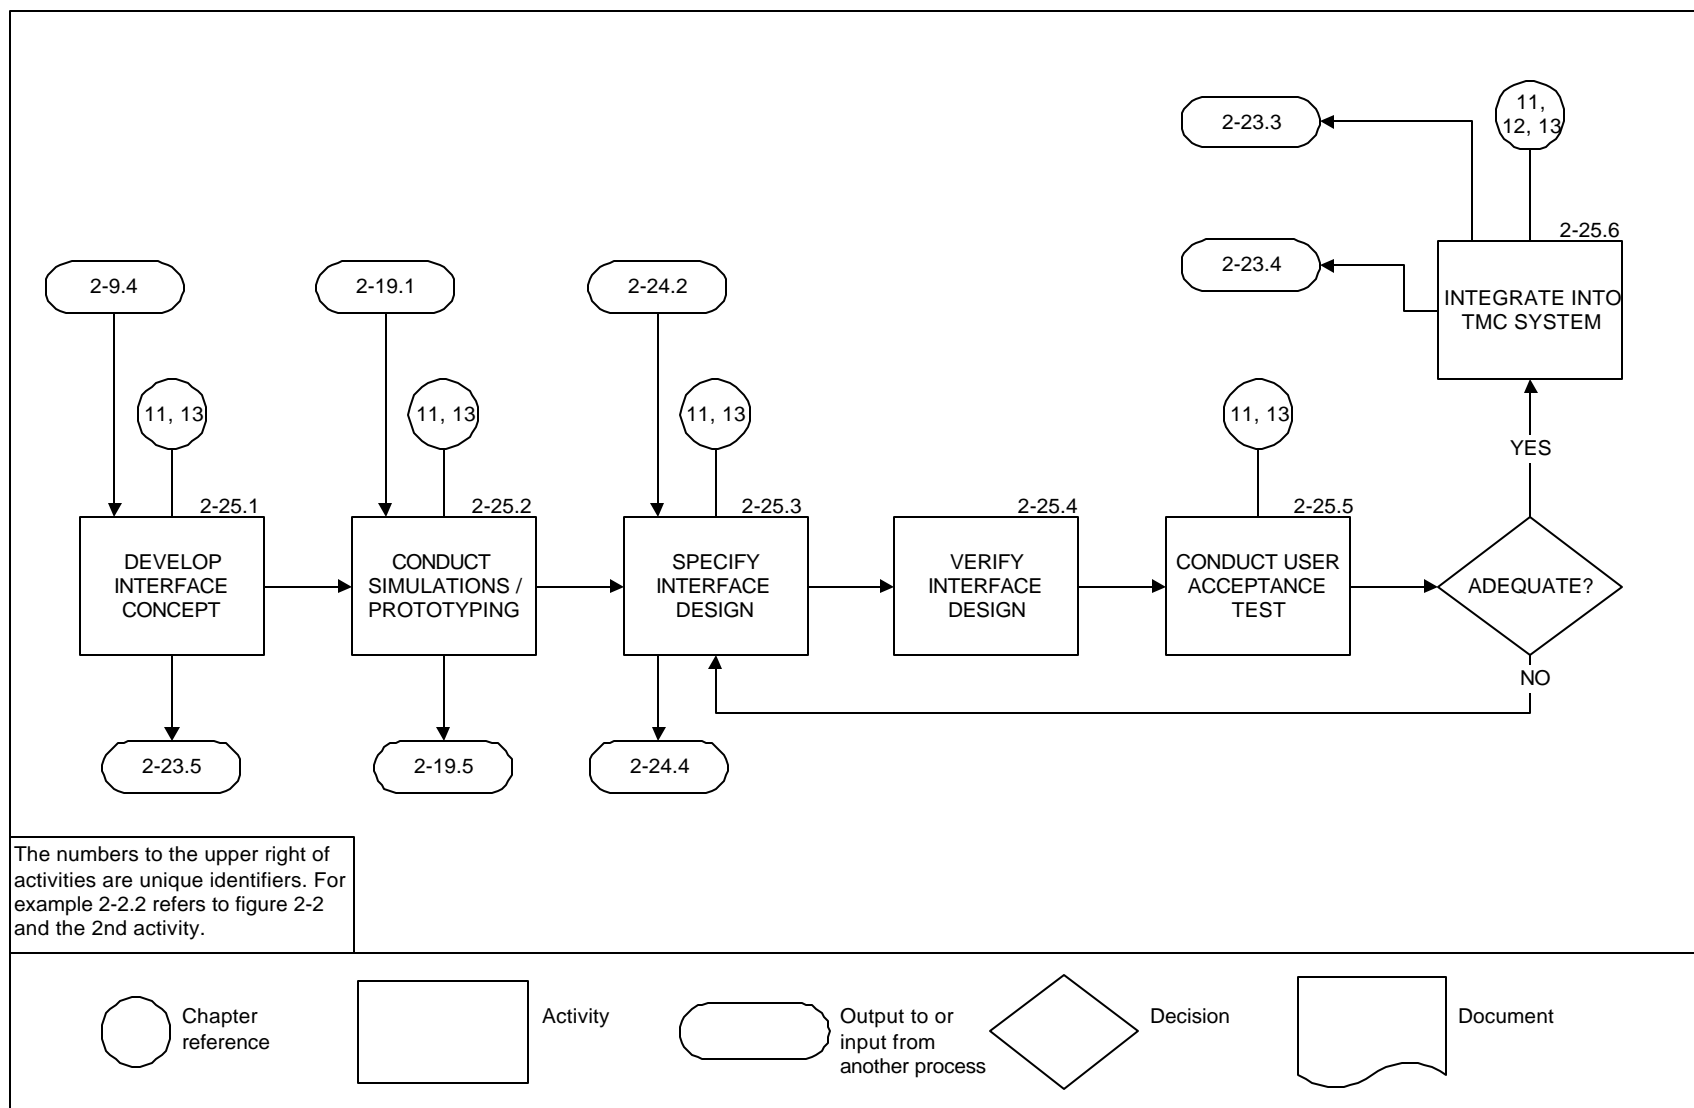 11,
12, 13
2-23.3
2-25.6
2-23.4
INTEGRATE INTO
TMC SYSTEM
2-9.4
2-19.1
2-24.2
11, 13
11, 13
11, 13
11, 13
YES
2-25.1
2-25.2
2-25.3
2-25.4
2-25.5
DEVELOP
INTERFACE
CONCEPT
CONDUCT
SIMULATIONS /
PROTOTYPING
SPECIFY
INTERFACE
DESIGN
VERIFY
INTERFACE
DESIGN
CONDUCT USER
ACCEPTANCE
TEST
ADEQUATE?
NO
2-23.5
2-19.5
2-24.4
The numbers to the upper right of
activities are unique identifiers. For
example 2-2.2 refers to figure 2-2
and the 2nd activity.
Chapter
reference
Activity
Output to or
input from
another process
Decision
Document